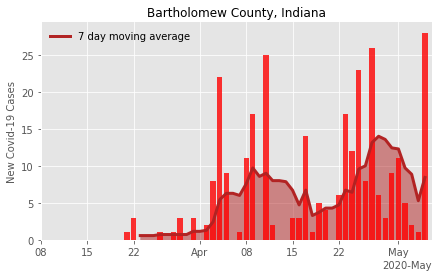 Bartholomew County, Indiana
7 day moving average
New Covid-19 Cases
25
20
15
10
5
0
08 15 22 Apr 08 15 22 May
2020-May